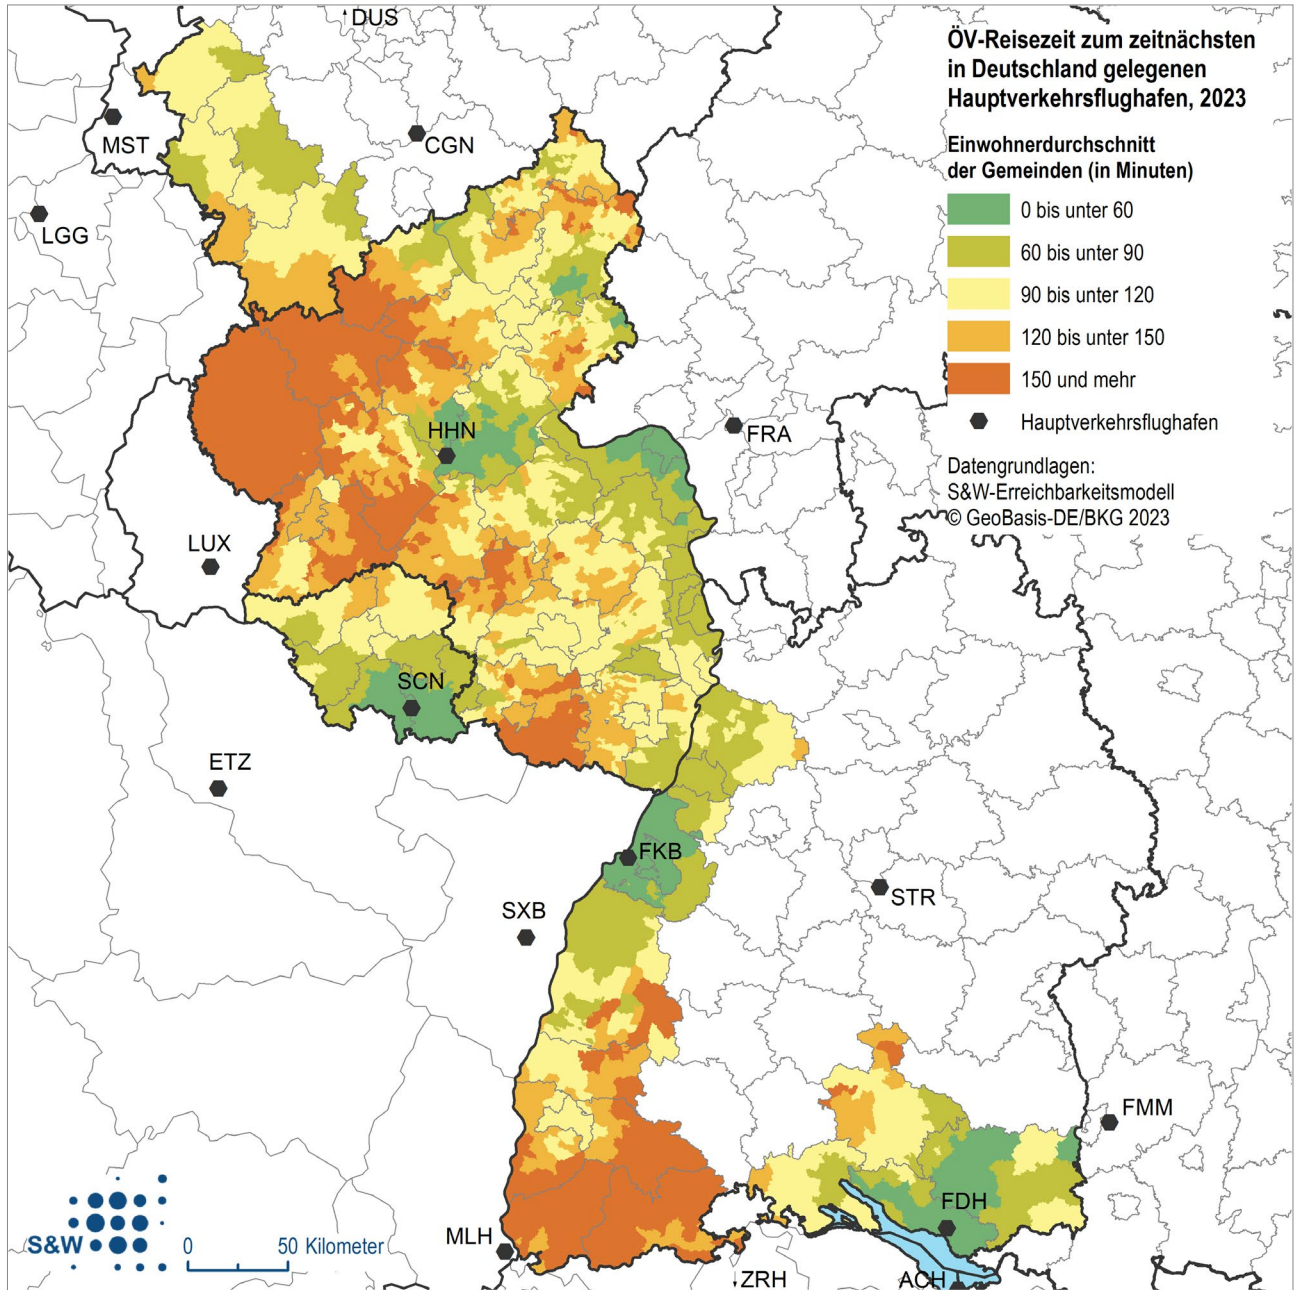 DUS
ÖV-Reisezeit zum zeitnächsten
in Deutschland gelegenen
Hauptverkehrsflughafen, 2023
Einwohnerdurchschnitt
der Gemeinden (in Minuten)
0 bis unter 60
60 bis unter 90
90 bis unter 120
120 bis unter 150
150 und mehr
Hauptverkehrsflughafen
Datengrundlagen:
S&W-Erreichbarkeitsmodell
© GeoBasis-DE/BKG 2023
MST
CGN
LGG
HHN
FRA
LUX
SCN
ETZ
FKB
STR
SXB
FMM
FDH
MLH
ZRH
ACH
S&W
0 50 Kilometer